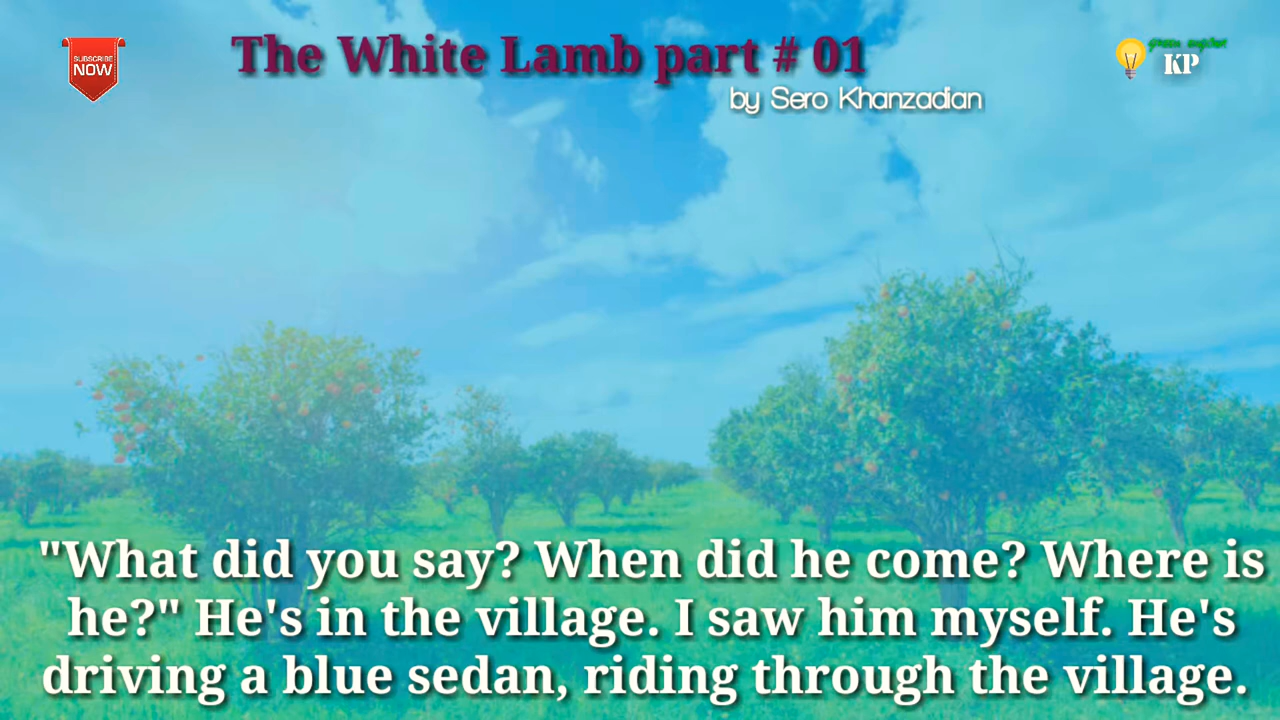 The White Lamb part # 01
by Sero Khanzadian
SUBSCRIBE
NOW
KP
"What did you say? When did he come? Where is
he?" He's in the village. I saw him myself. He's
driving a blue sedan, riding through the village.